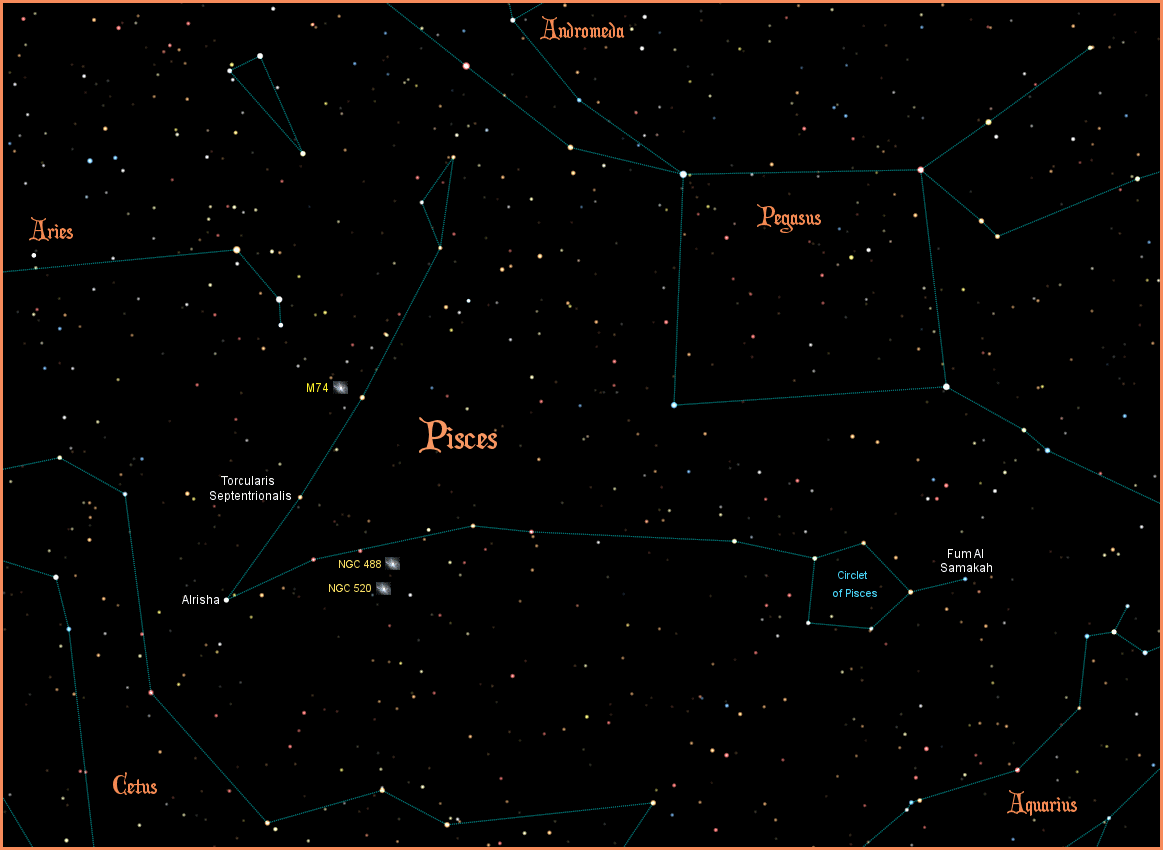 Andromeda
Pegasus
Aries
M74
Pisces
Torcularis
Septentrionalis
NGC 488
NGC 520
Alrisha
Circlet
of Pisces
Fum Al
Samakah
Cetus
Aquarius